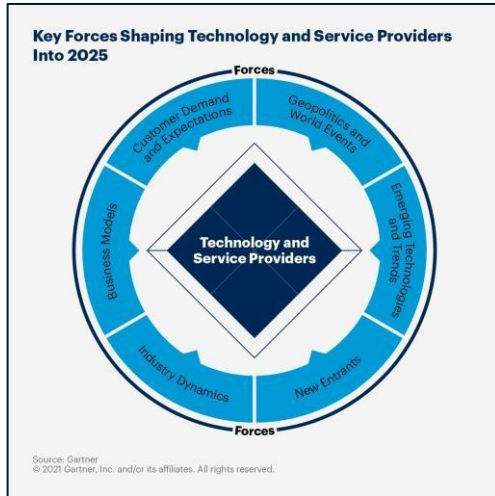 Key Forces Shaping Technology and Service Providers
Into 2025
Forces
Customer Demand
and Expectations
Geopolitics and
World Events
Business Models
Emerging Technologies
and Trends
Technology and
Service Providers
Industry Dynamics
New Entrants
Forces
Source: Gartner
© 2021 Gartner, Inc. and/or its affiliates. All rights reserved.